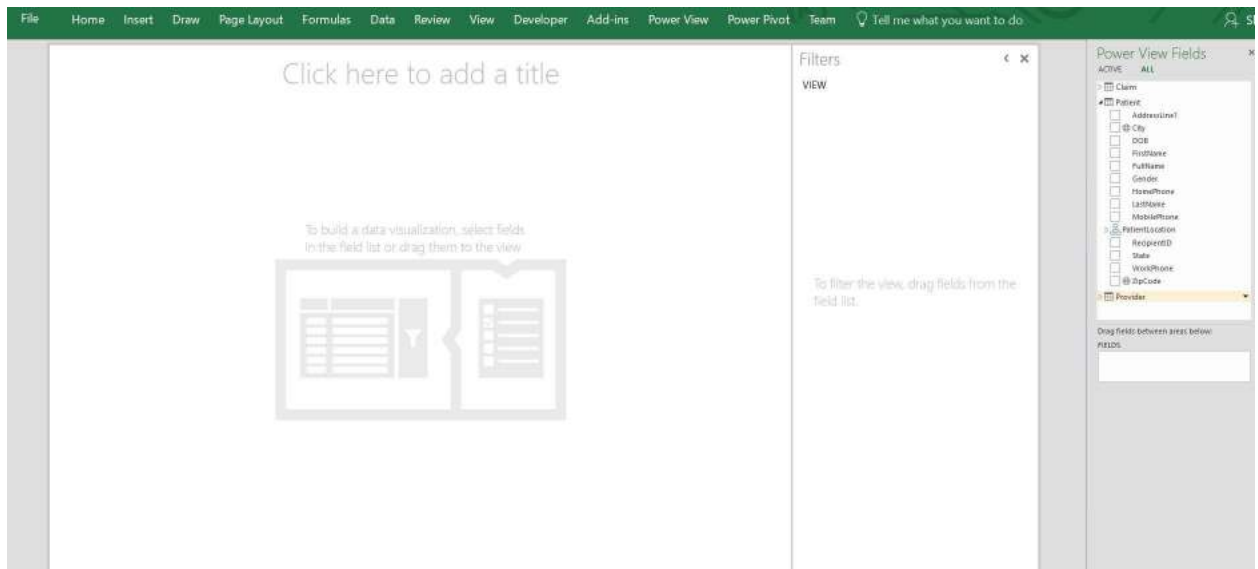 File Home Insert Draw Page Layout Formulas Data Review View Developer Add-ins Power View Power Pivot Team Tell me what you want to do
Click here to add a title
To build a data visualization, select fields
in the field list or drag them to the view
Filters
VIEW
To filter the view, drag fields from the
field list.
Power View Fields
ACTIVE ALL
Claim
Patient
AddressLine1
City
DOB
FirstName
FullName
Gender
HomePhone
LastName
MobilePhone
PatientLocation
RecipientID
State
WorkPhone
ZipCode
Provider
Drag fields between areas below:
FIELDS